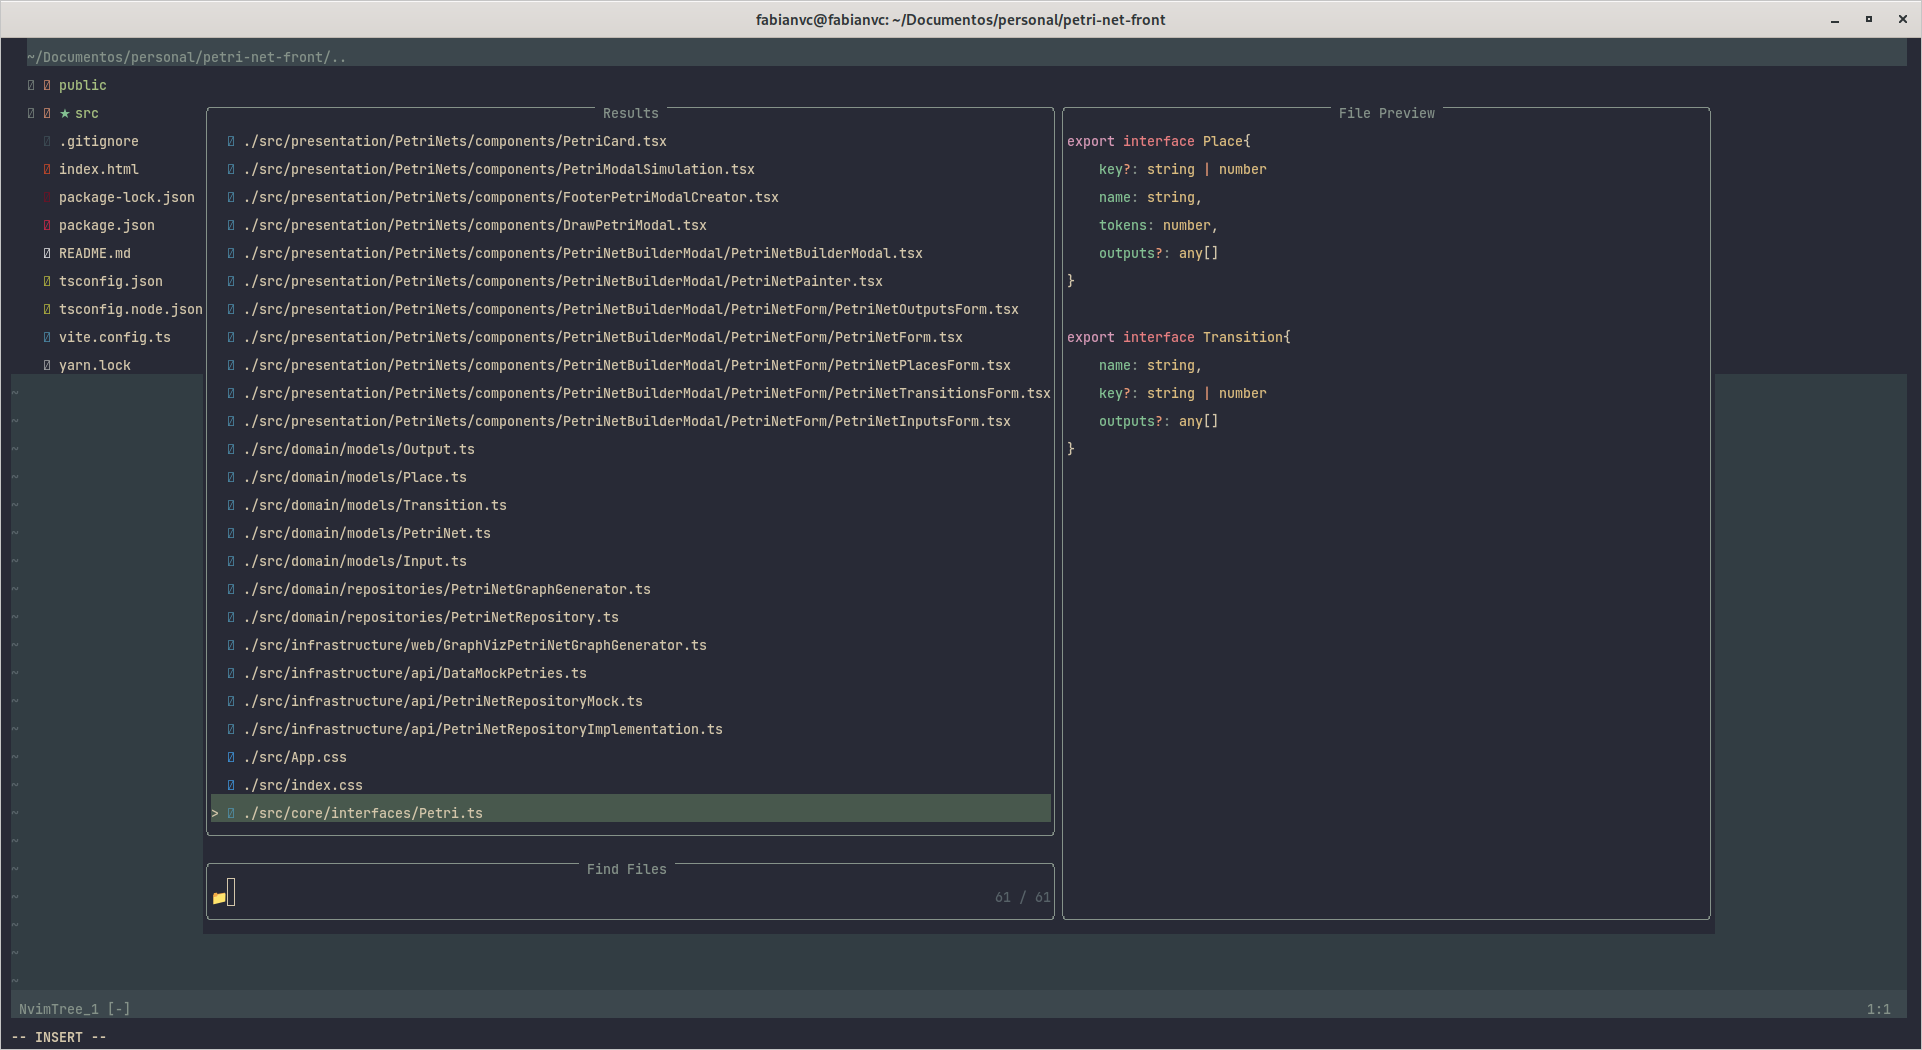 fabianvc@fabianvc: ~/Documentos/personal/petri-net-front
~/Documentos/personal/petri-net-front/..
public
★ src
.gitignore
index.html
package-lock.json
package.json
README.md
tsconfig.json
tsconfig.node.json
vite.config.ts
yarn.lock
Results
./src/presentation/PetriNets/components/PetriCard.tsx
./src/presentation/PetriNets/components/PetriModalSimulation.tsx
./src/presentation/PetriNets/components/FooterPetriModalCreator.tsx
./src/presentation/PetriNets/components/DrawPetriModal.tsx
./src/presentation/PetriNets/components/PetriNetBuilderModal/PetriNetBuilderModal.tsx
./src/presentation/PetriNets/components/PetriNetBuilderModal/PetriNetPainter.tsx
./src/presentation/PetriNets/components/PetriNetBuilderModal/PetriNetForm/PetriNetOutputsForm.tsx
./src/presentation/PetriNets/components/PetriNetBuilderModal/PetriNetForm/PetriNetForm.tsx
./src/presentation/PetriNets/components/PetriNetBuilderModal/PetriNetForm/PetriNetPlacesForm.tsx
./src/presentation/PetriNets/components/PetriNetBuilderModal/PetriNetForm/PetriNetTransitionsForm.tsx
./src/presentation/PetriNets/components/PetriNetBuilderModal/PetriNetForm/PetriNetInputsForm.tsx
./src/domain/models/Output.ts
./src/domain/models/Place.ts
./src/domain/models/Transition.ts
./src/domain/models/PetriNet.ts
./src/domain/models/Input.ts
./src/domain/repositories/PetriNetGraphGenerator.ts
./src/domain/repositories/PetriNetRepository.ts
./src/infrastructure/web/GraphVizPetriNetGraphGenerator.ts
./src/infrastructure/api/DataMockPetries.ts
./src/infrastructure/api/PetriNetRepositoryMock.ts
./src/infrastructure/api/PetriNetRepositoryImplementation.ts
./src/App.css
./src/index.css
> ./src/core/interfaces/Petri.ts
Find Files
61 / 61
File Preview
export interface Place{
    key?: string | number
    name: string,
    tokens: number,
    outputs?: any[]
}
export interface Transition{
    name: string,
    key?: string | number
    outputs?: any[]
}
NvimTree_1 [-]
1:1
-- INSERT --